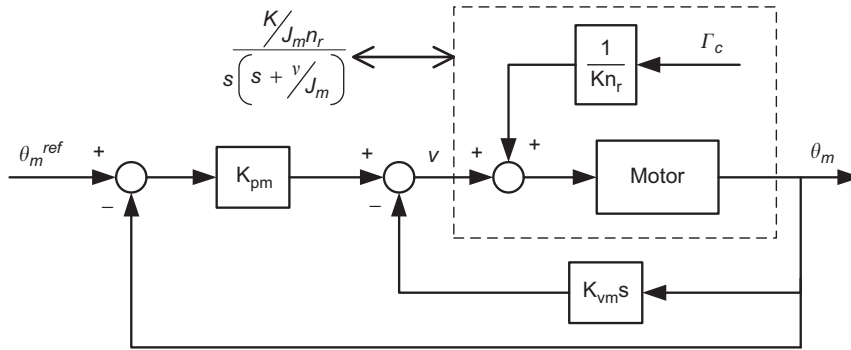 K/J_m n_r
s(s + v/J_m)
1
Kn_r
Γ_c
θ_m^ref
+
−
K_pm
+
−
v
+
+
Motor
θ_m
K_vm s